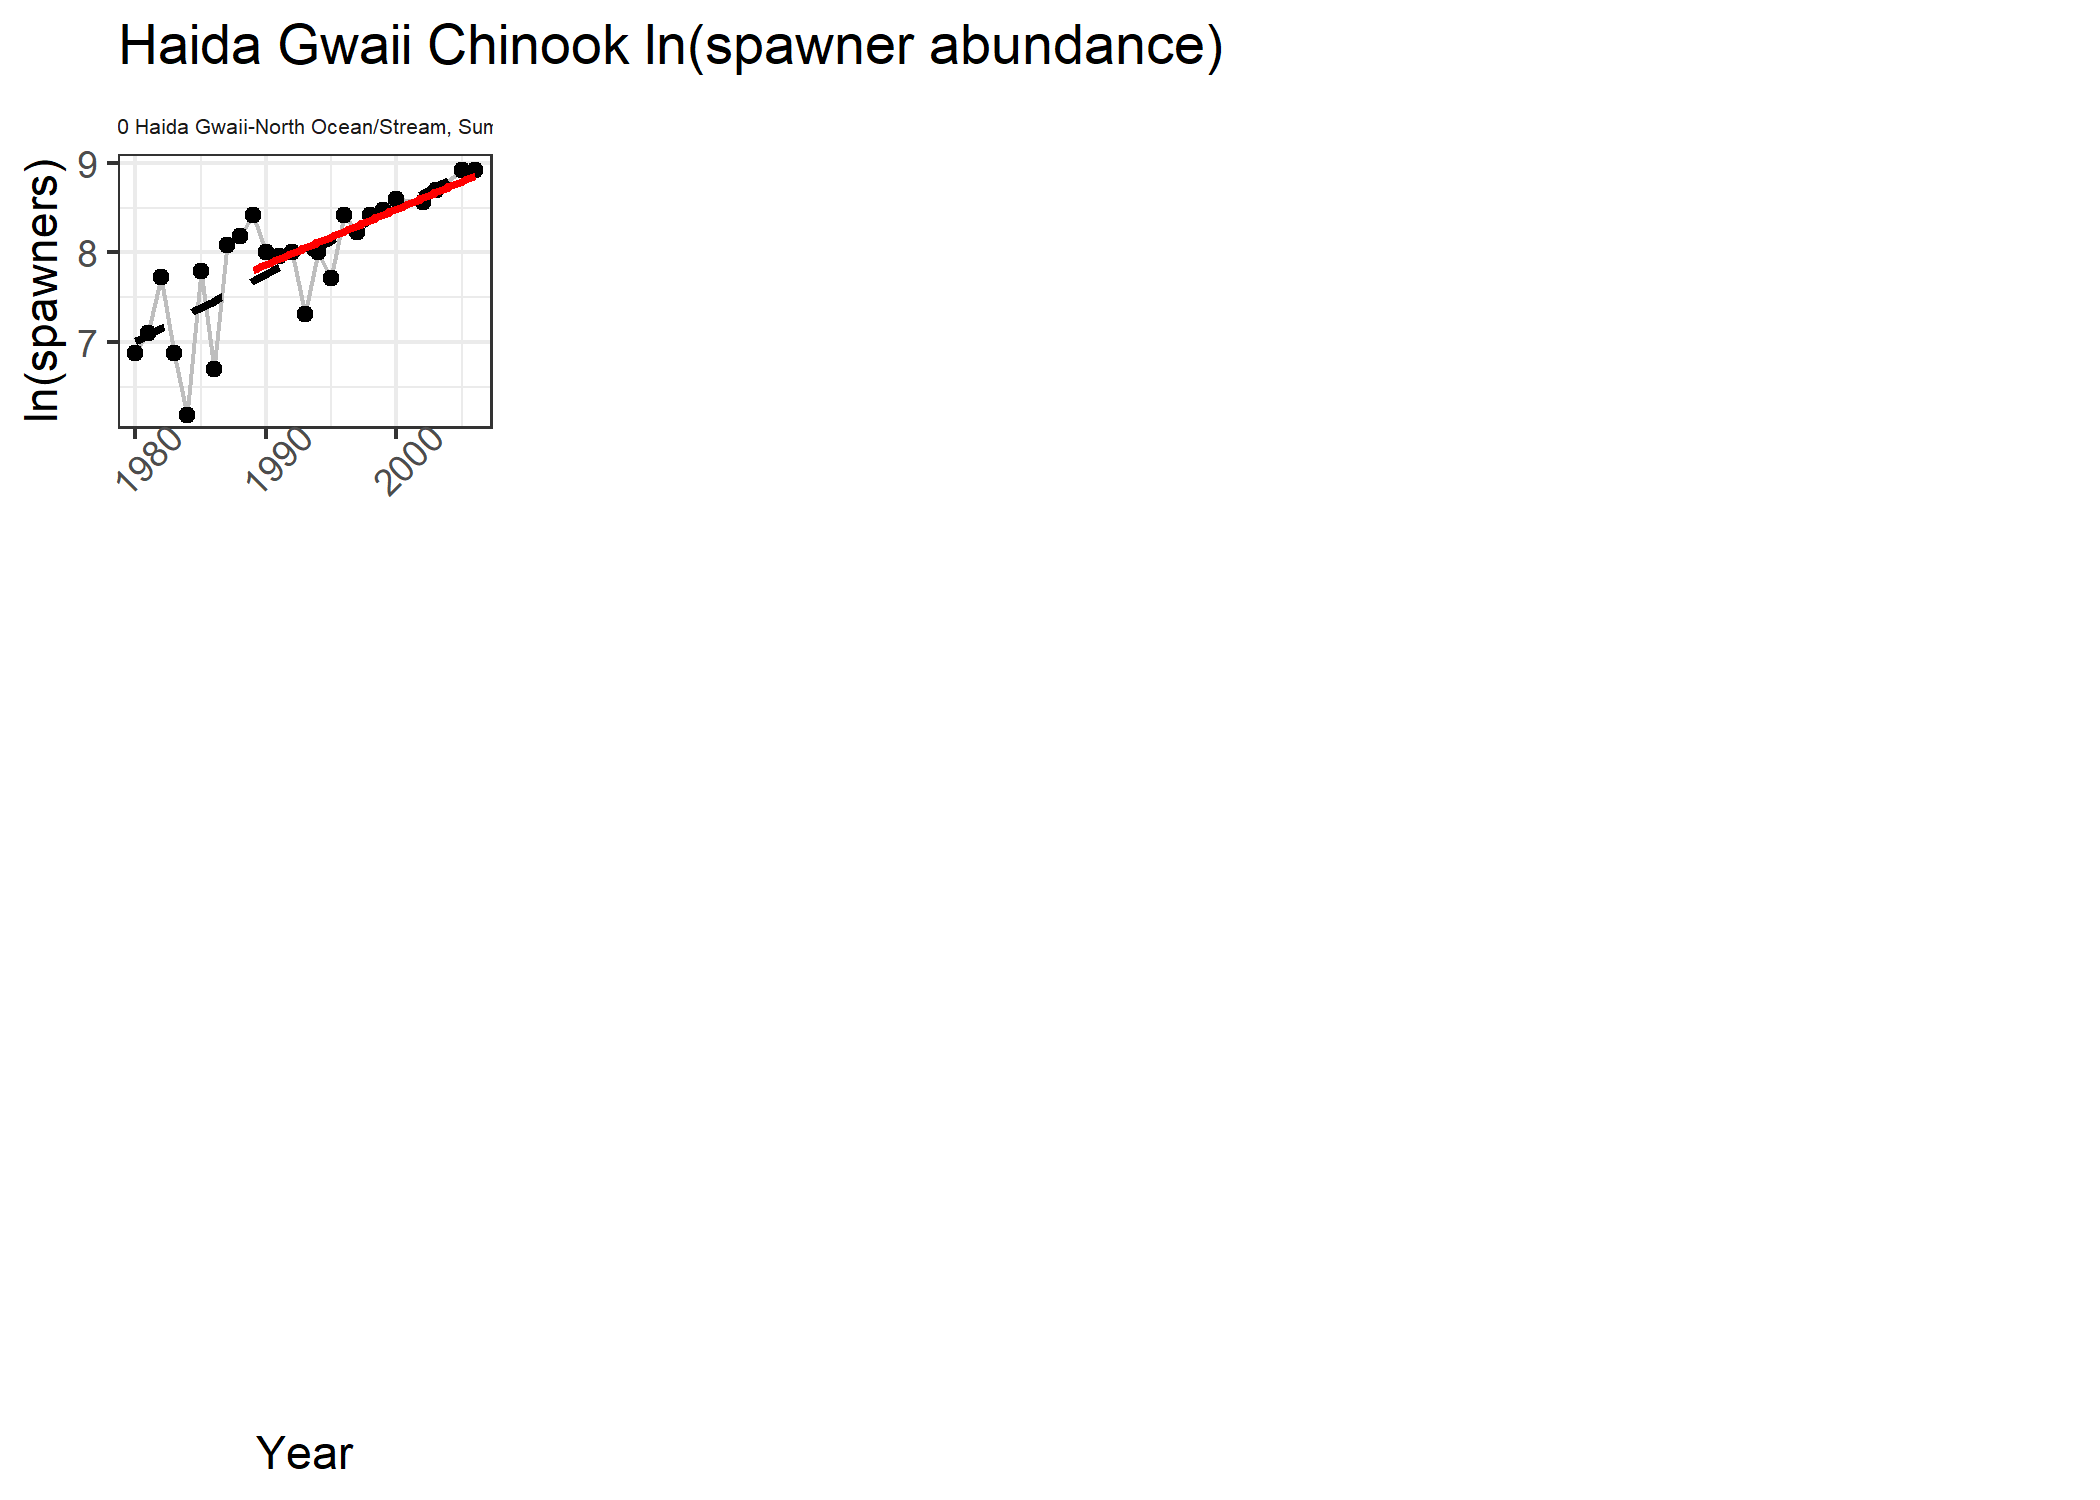 Haida Gwaii Chinook ln(spawner abundance)
0 Haida Gwaii-North Ocean/Stream, Sum
ln(spawners)
9
8
7
1980
1990
2000
Year